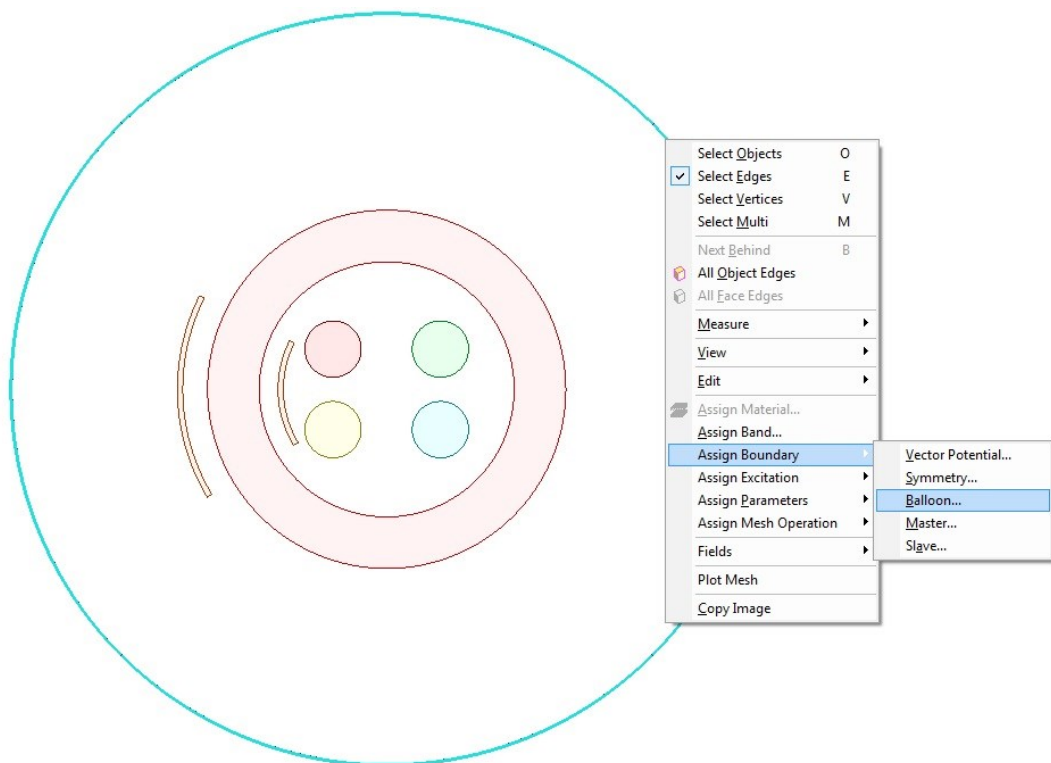 Select Objects O
Select Edges E
Select Vertices V
Select Multi M
Next Behind B
All Object Edges
All Face Edges
Measure
View
Edit
Assign Material...
Assign Band...
Assign Boundary
Assign Excitation
Assign Parameters
Assign Mesh Operation
Fields
Plot Mesh
Copy Image
Vector Potential...
Symmetry...
Balloon...
Master...
Slave...